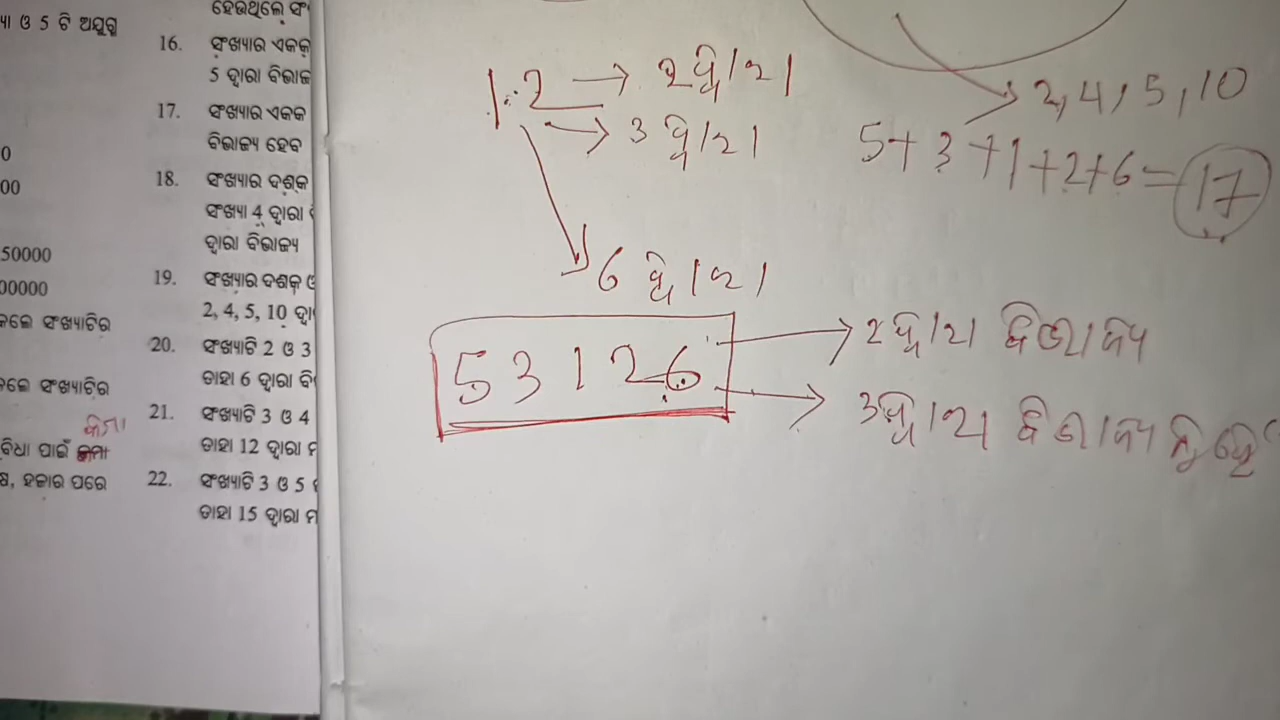 ଖ୍ୟା ଓ 5 ଟି ଅଯୁଗ୍ମ
0
00
50000
00000
କଲେ ସଂଖ୍ୟାଟିର
କଲେ ସଂଖ୍ୟାଟିର
କିମ୍ବା
ବିଧା ପାଇଁ କମା
ଷ, ହଜାର ପରେ
ହେଉଥିଲେ ସଂ
16. ସଂଖ୍ୟାର ଏକକ
5 ଦ୍ୱାରା ବିଭାଜ
17. ସଂଖ୍ୟାର ଏକକ
ବିଭାଜ୍ୟ ହେବ
18. ସଂଖ୍ୟାର ଦଶକ
ସଂଖ୍ୟା 4 ଦ୍ୱାରା
ଦ୍ୱାରା ବିଭାଜ୍ୟ
19. ସଂଖ୍ୟାର ଦଶକ ଓ
2, 4, 5, 10 ଦ୍ୱା
20. ସଂଖ୍ୟାଟି 2 ଓ 3
ତାହା 6 ଦ୍ୱାରା ବି
21. ସଂଖ୍ୟାଟି 3 ଓ 4
ତାହା 12 ଦ୍ୱାରା ମ
22. ସଂଖ୍ୟାଟି 3 ଓ 5
ତାହା 15 ଦ୍ୱାରା ମ
12 → 2 ଦ୍ୱାରା
→ 3 ଦ୍ୱାରା
6 ଦ୍ୱାରା
2, 4, 5, 10
5+3+1+2+6=17
53126 → 2 ଦ୍ୱାରା ବିଭାଜ୍ୟ
→ 3 ଦ୍ୱାରା ବିଭାଜ୍ୟ ନୁହେଁ